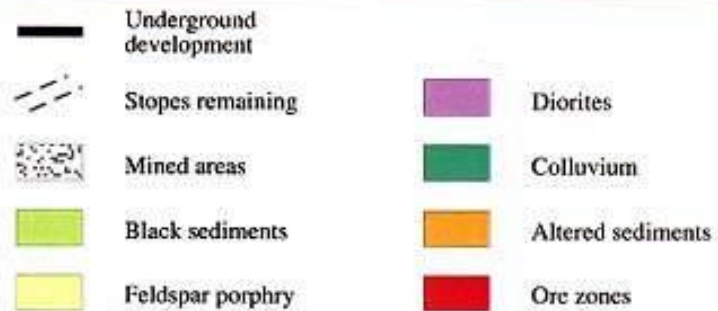 Underground
development
Stopes remaining
Mined areas
Black sediments
Feldspar porphry
Diorites
Colluvium
Altered sediments
Ore zones